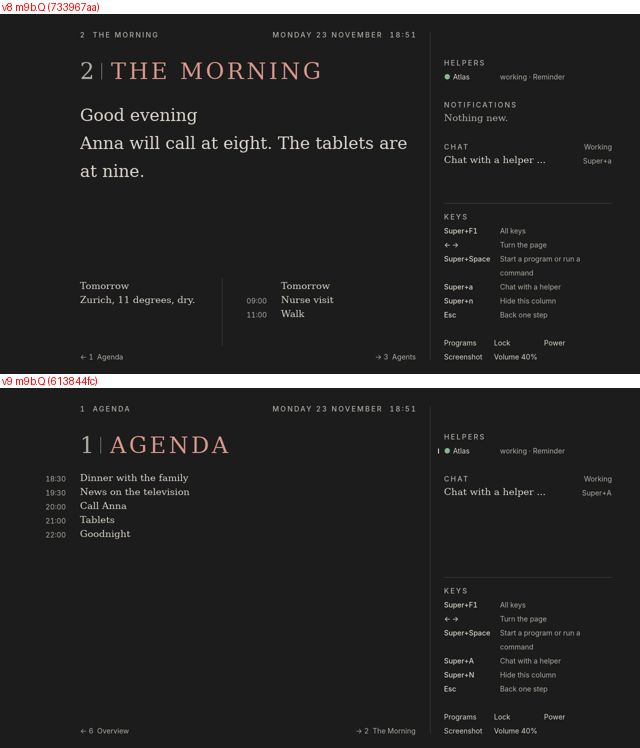 v8 m9b.Q (733967aa)
2 THE MORNING
MONDAY 23 NOVEMBER 18:51
2 | THE MORNING
Good evening
Anna will call at eight. The tablets are
at nine.
Tomorrow
Zurich, 11 degrees, dry.
Tomorrow
09:00 Nurse visit
11:00 Walk
← 1 Agenda
→ 3 Agents
HELPERS
Atlas working · Reminder
NOTIFICATIONS
Nothing new.
CHAT Working
Chat with a helper ... Super+a
KEYS
Super+F1 All keys
← → Turn the page
Super+Space Start a program or run a
command
Super+a Chat with a helper
Super+n Hide this column
Esc Back one step
Programs Lock Power
Screenshot Volume 40%
v9 m9b.Q (613844fc)
1 AGENDA
MONDAY 23 NOVEMBER 18:51
1 | AGENDA
18:30 Dinner with the family
19:30 News on the television
20:00 Call Anna
21:00 Tablets
22:00 Goodnight
← 6 Overview
→ 2 The Morning
HELPERS
Atlas working · Reminder
CHAT Working
Chat with a helper ... Super+A
KEYS
Super+F1 All keys
← → Turn the page
Super+Space Start a program or run a
command
Super+A Chat with a helper
Super+N Hide this column
Esc Back one step
Programs Lock Power
Screenshot Volume 40%